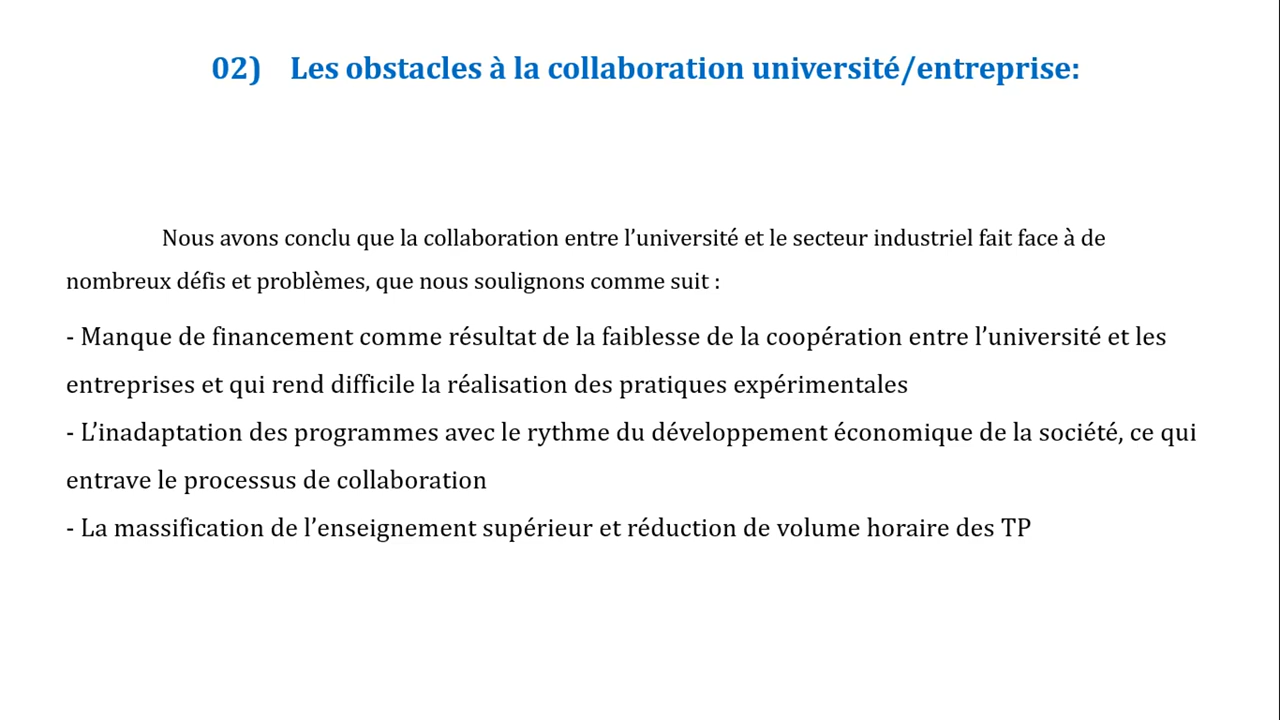 02) Les obstacles à la collaboration université/entreprise:
Nous avons conclu que la collaboration entre l’université et le secteur industriel fait face à de
nombreux défis et problèmes, que nous soulignons comme suit :
- Manque de financement comme résultat de la faiblesse de la coopération entre l’université et les
entreprises et qui rend difficile la réalisation des pratiques expérimentales
- L’inadaptation des programmes avec le rythme du développement économique de la société, ce qui
entrave le processus de collaboration
- La massification de l’enseignement supérieur et réduction de volume horaire des TP